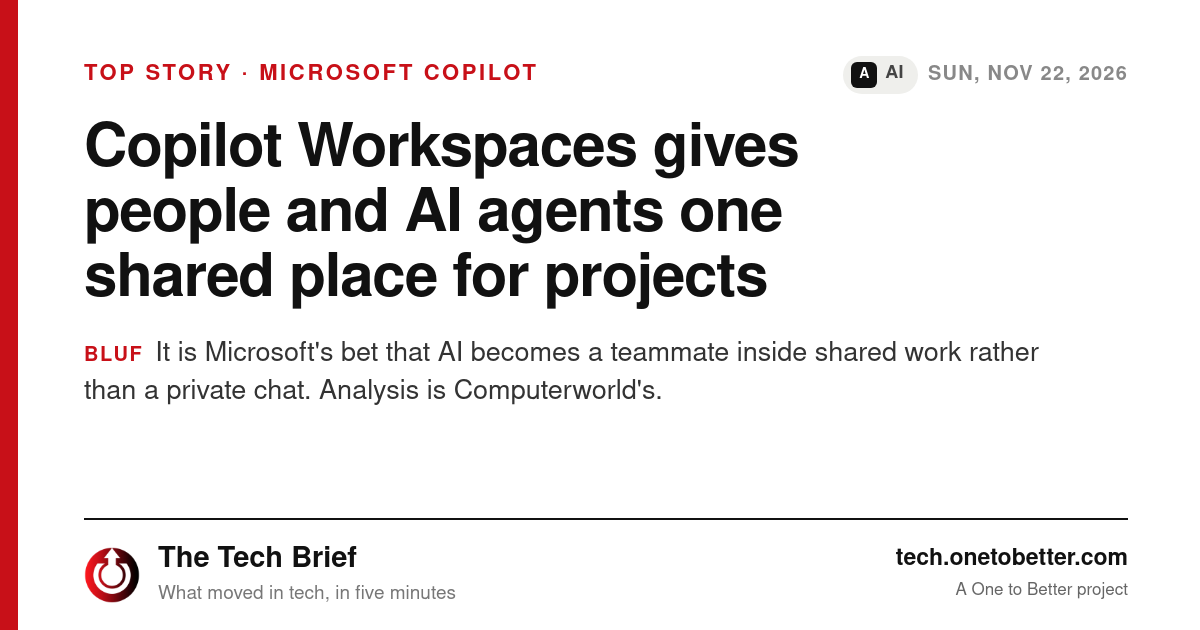 TOP STORY · MICROSOFT COPILOT
A AI SUN, NOV 22, 2026
Copilot Workspaces gives
people and AI agents one
shared place for projects
BLUF It is Microsoft's bet that AI becomes a teammate inside shared work rather
than a private chat. Analysis is Computerworld's.
The Tech Brief
What moved in tech, in five minutes
tech.onetobetter.com
A One to Better project